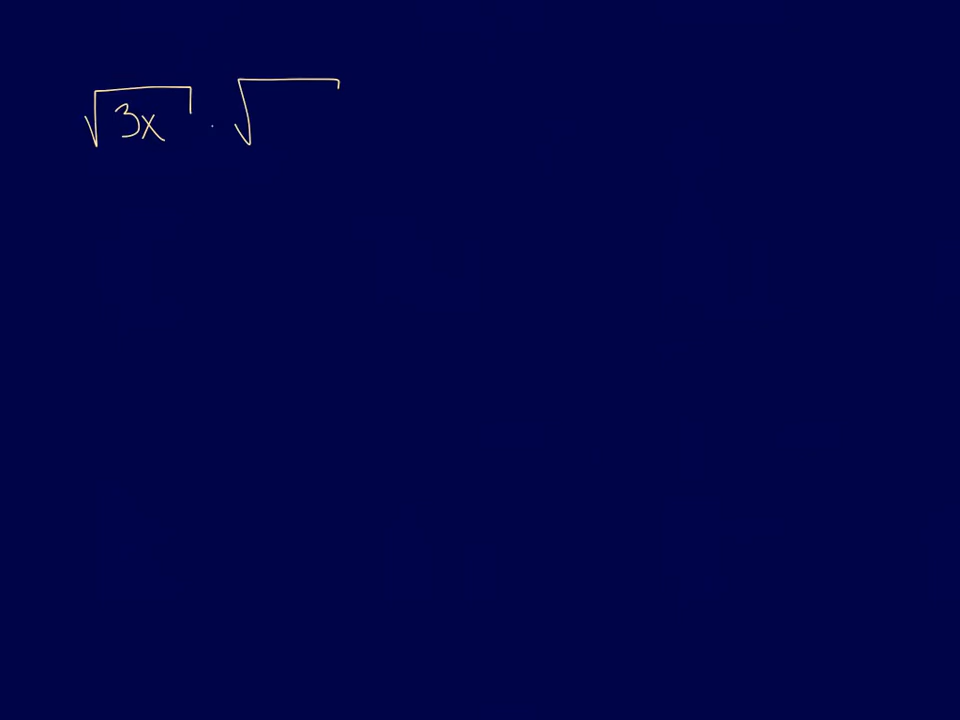 √3x · √